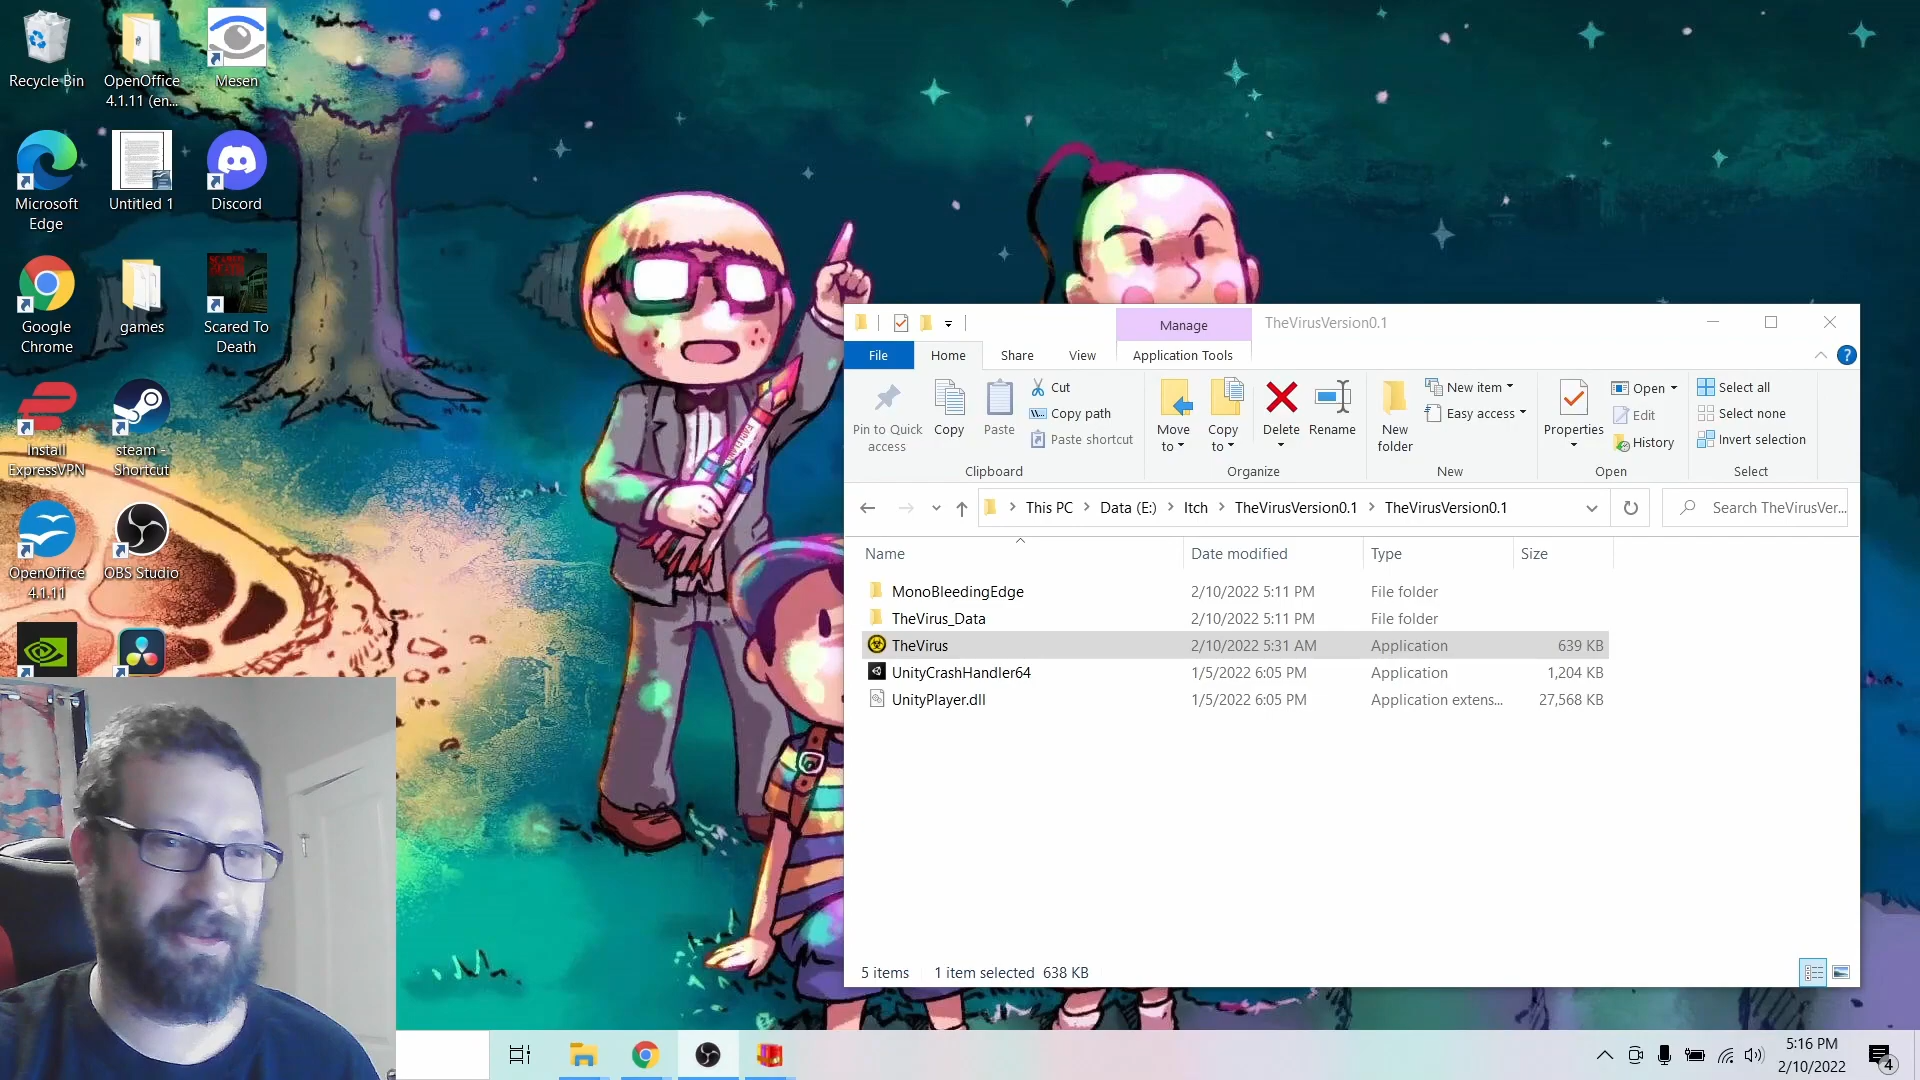 Recycle Bin
OpenOffice
4.1.11 (en...
Mesen
Microsoft
Edge
Untitled 1
Discord
Google
Chrome
games
SCARED
Scared To
Death
Install
ExpressVPN
steam -
Shortcut
OpenOffice
4.1.11
OBS Studio
Manage
TheVirusVersion0.1
File
Home
Share
View
Application Tools
?
Pin to Quick
access
Copy
Paste
Cut
Copy path
Paste shortcut
Clipboard
Move
to
Copy
to
Delete
Rename
Organize
New
folder
New item
Easy access
New
Properties
Open
Edit
History
Open
Select all
Select none
Invert selection
Select
This PC > Data (E:) > Itch > TheVirusVersion0.1 > TheVirusVersion0.1
Search TheVirusVer...
Name Date modified Type Size
MonoBleedingEdge 2/10/2022 5:11 PM File folder
TheVirus_Data 2/10/2022 5:11 PM File folder
TheVirus 2/10/2022 5:31 AM Application 639 KB
UnityCrashHandler64 1/5/2022 6:05 PM Application 1,204 KB
UnityPlayer.dll 1/5/2022 6:05 PM Application extens... 27,568 KB
5 items 1 item selected 638 KB
5:16 PM
2/10/2022
4